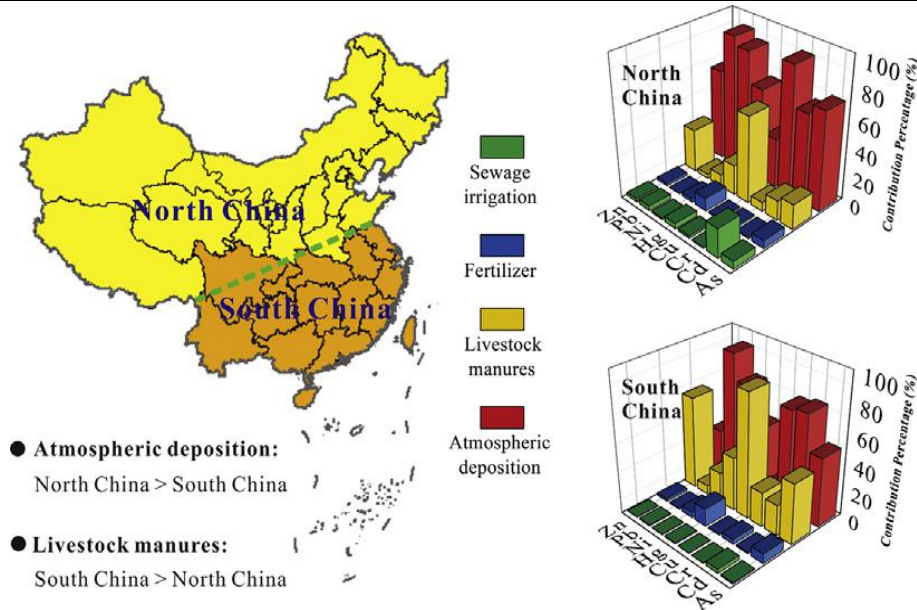 North China
South China
● Atmospheric deposition:
North China > South China
● Livestock manures:
South China > North China
Sewage
irrigation
Fertilizer
Livestock
manures
Atmospheric
deposition
North
China
100
80
60
40
20
0
Contribution Percentage (%)
Zn
Pb
Ni
Hg
Cu
Cr
Cd
As
South
China
100
80
60
40
20
0
Contribution Percentage (%)
Zn
Pb
Ni
Hg
Cu
Cr
Cd
As